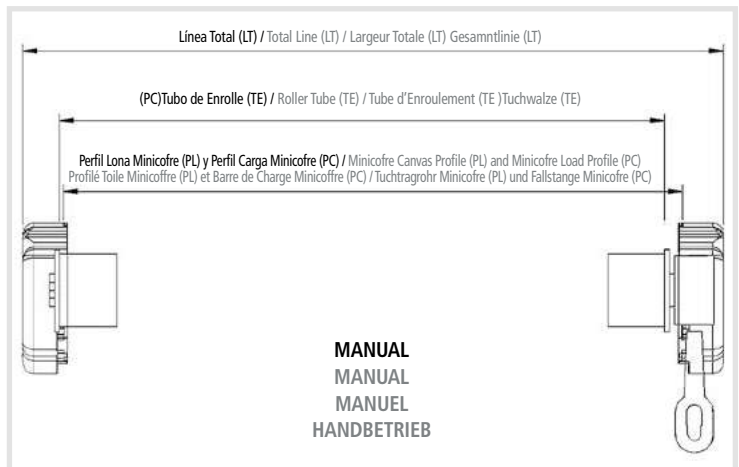 Línea Total (LT) / Total Line (LT) / Largeur Totale (LT) Gesamntlinie (LT)
(PC)Tubo de Enrolle (TE) / Roller Tube (TE) / Tube d'Enroulement (TE )Tuchwalze (TE)
Perfil Lona Minicofre (PL) y Perfil Carga Minicofre (PC) / Minicofre Canvas Profile (PL) and Minicofre Load Profile (PC)
Profilé Toile Minicoffre (PL) et Barre de Charge Minicoffre (PC) / Tuchtragrohr Minicofre (PL) und Fallstange Minicofre (PC)
MANUAL
MANUAL
MANUEL
HANDBETRIEB